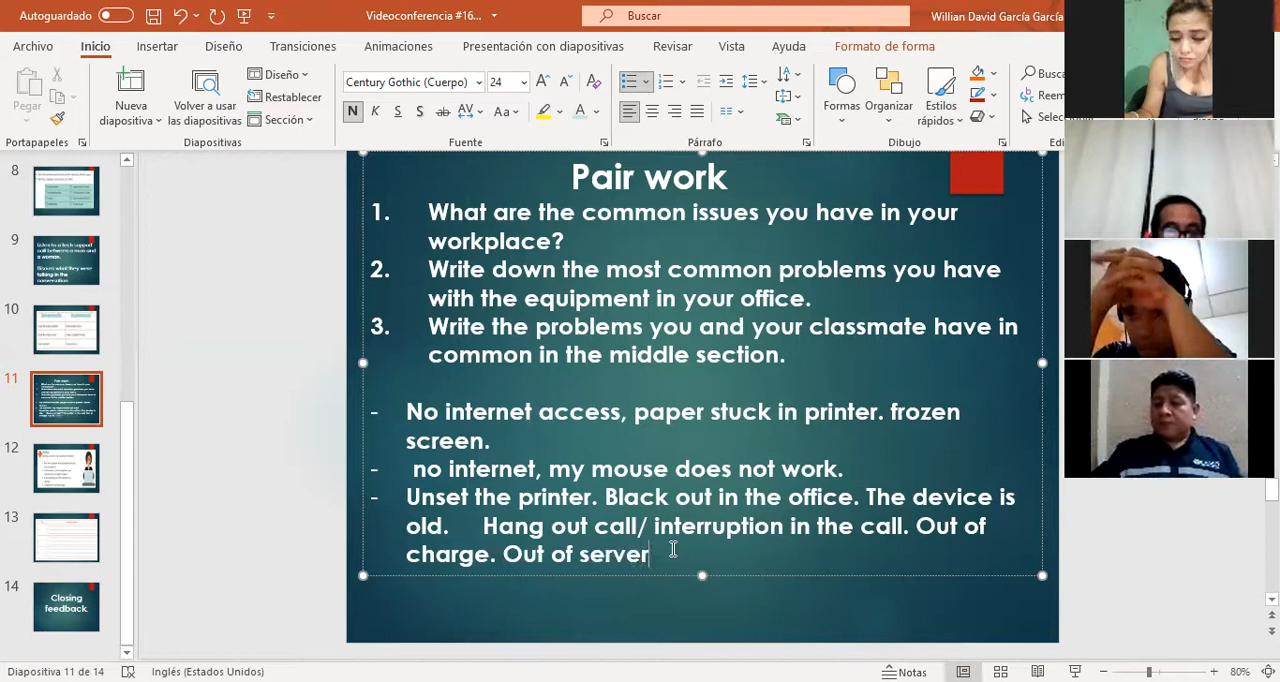 Autoguardado
Videoconferencia #16...
Buscar
Willian David García García
Archivo Inicio Insertar Diseño Transiciones Animaciones Presentación con diapositivas Revisar Vista Ayuda Formato de forma
Pegar
Nueva diapositiva
Volver a usar las diapositivas
Diseño
Restablecer
Sección
Century Gothic (Cuerpo) 24
N K S S ab AV Aa A
Formas Organizar Estilos rápidos
Portapapeles Diapositivas Fuente Párrafo Dibujo
8
9
10
11
12
13
14
Closing
feedback.
Pair work
1. What are the common issues you have in your
workplace?
2. Write down the most common problems you have
with the equipment in your office.
3. Write the problems you and your classmate have in
common in the middle section.
- No internet access, paper stuck in printer. frozen
screen.
- no internet, my mouse does not work.
- Unset the printer. Black out in the office. The device is
old. Hang out call/ interruption in the call. Out of
charge. Out of server
Diapositiva 11 de 14 Inglés (Estados Unidos) Notas 80%